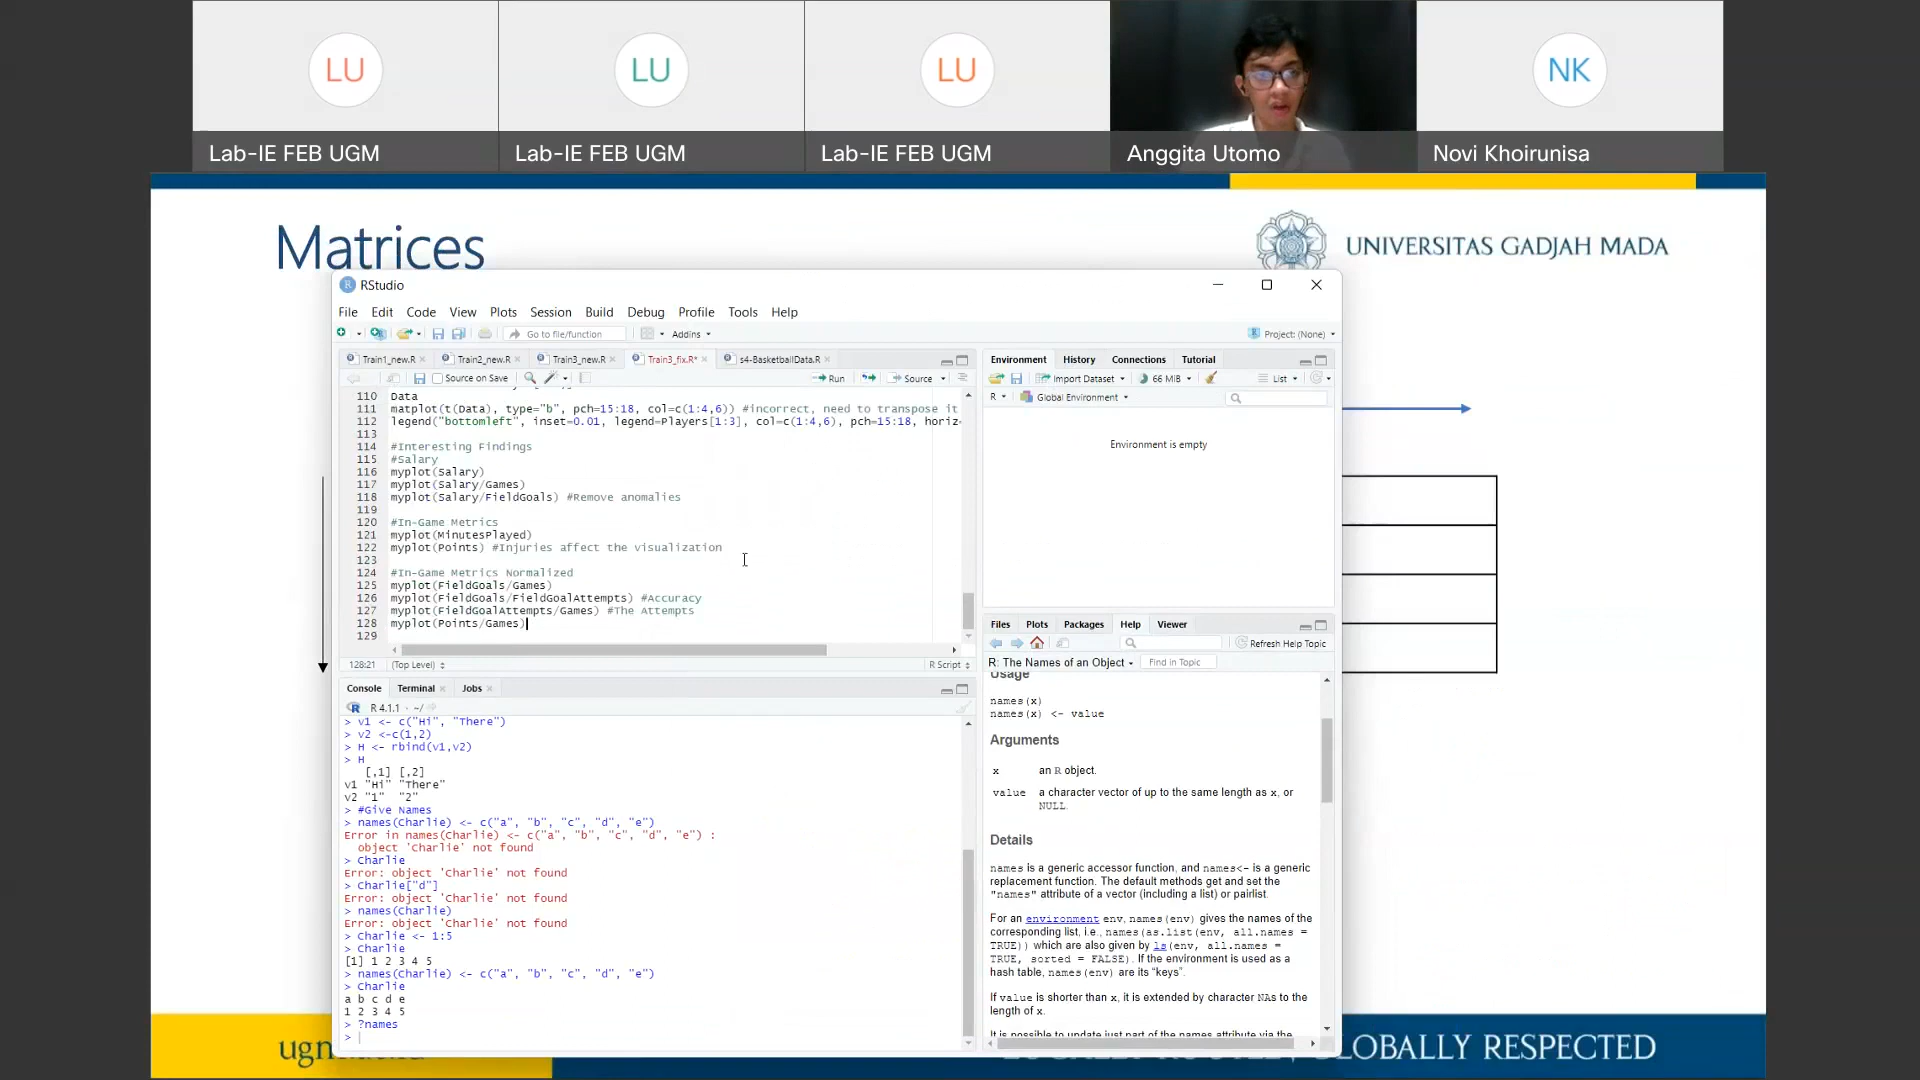 LU
LU
LU
NK
Lab-IE FEB UGM
Lab-IE FEB UGM
Lab-IE FEB UGM
Anggita Utomo
Novi Khoirunisa
Matrices
UNIVERSITAS GADJAH MADA
RStudio
File Edit Code View Plots Session Build Debug Profile Tools Help
Go to file/function
Addins
Project: (None)
Train1_new.R
Train2_new.R
Train3_new.R
Train3_fix.R*
s4-BasketballData.R
Source on Save
Run
Source
110 Data
111 matplot(t(Data), type="b", pch=15:18, col=c(1:4,6)) #incorrect, need to transpose it
112 legend("bottomleft", inset=0.01, legend=Players[1:3], col=c(1:4,6), pch=15:18, horiz=
113
114 #Interesting Findings
115 #Salary
116 myplot(Salary)
117 myplot(Salary/Games)
118 myplot(Salary/FieldGoals) #Remove anomalies
119
120 #In-Game Metrics
121 myplot(MinutesPlayed)
122 myplot(Points) #Injuries affect the visualization
123
124 #In-Game Metrics Normalized
125 myplot(FieldGoals/Games)
126 myplot(FieldGoals/FieldGoalAttempts) #Accuracy
127 myplot(FieldGoalAttempts/Games) #The Attempts
128 myplot(Points/Games)
129
128:21 (Top Level) R Script
Console Terminal Jobs
R 4.1.1 · ~/
> v1 <- c("Hi", "There")
> v2 <-c(1,2)
> H <- rbind(v1,v2)
> H
[,1] [,2]
v1 "Hi" "There"
v2 "1" "2"
> #Give Names
> names(Charlie) <- c("a", "b", "c", "d", "e")
Error in names(Charlie) <- c("a", "b", "c", "d", "e") :
object 'Charlie' not found
> Charlie
Error: object 'Charlie' not found
> Charlie["d"]
Error: object 'Charlie' not found
> names(Charlie)
Error: object 'Charlie' not found
> Charlie <- 1:5
> Charlie
[1] 1 2 3 4 5
> names(Charlie) <- c("a", "b", "c", "d", "e")
> Charlie
a b c d e
1 2 3 4 5
> ?names
>
Environment History Connections Tutorial
Import Dataset 66 MiB List
R Global Environment
Environment is empty
Files Plots Packages Help Viewer
Refresh Help Topic
R: The Names of an Object Find in Topic
Usage
names(x)
names(x) <- value
Arguments
x an R object.
value a character vector of up to the same length as x, or
NULL.
Details
names is a generic accessor function, and names<- is a generic
replacement function. The default methods get and set the
"names" attribute of a vector (including a list) or pairlist.
For an environment env, names(env) gives the names of the
corresponding list, i.e., names(as.list(env, all.names =
TRUE)) which are also given by ls(env, all.names =
TRUE, sorted = FALSE). If the environment is used as a
hash table, names(env) are its “keys”.
If value is shorter than x, it is extended by character NAs to the
length of x.
It is possible to update just part of the names attribute via the
GLOBALLY RESPECTED